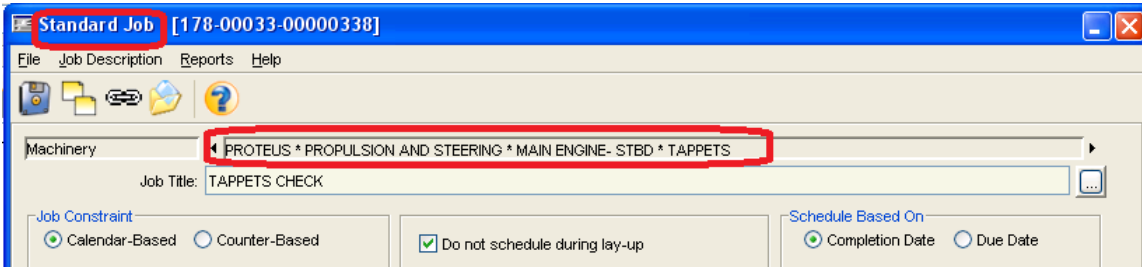 Standard Job [178-00033-00000338]
File Job Description Reports Help
Machinery PROTEUS * PROPULSION AND STEERING * MAIN ENGINE- STBD * TAPPETS
Job Title: TAPPETS CHECK ...
Job Constraint Schedule Based On
Calendar-Based Counter-Based Do not schedule during lay-up Completion Date Due Date